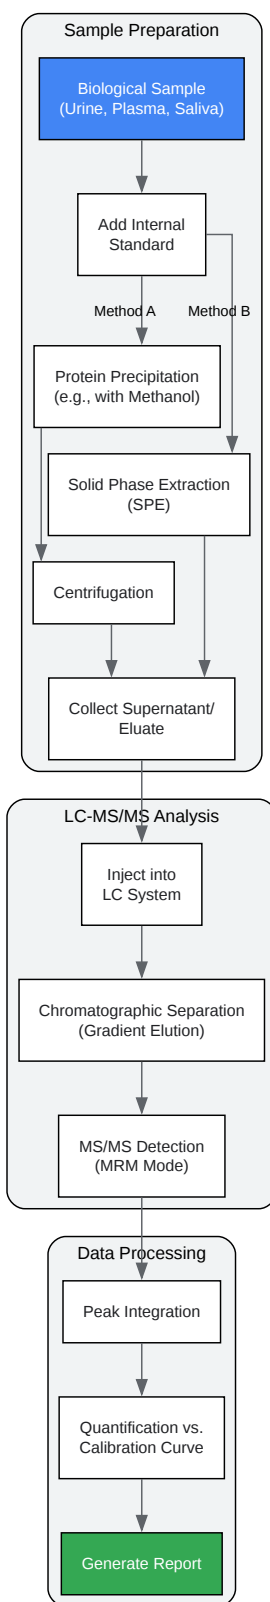 Sample Preparation
Biological Sample
(Urine, Plasma, Saliva)
Add Internal
Standard
Method A
Method B
Protein Precipitation
(e.g., with Methanol)
Solid Phase Extraction
(SPE)
Centrifugation
Collect Supernatant/
Eluate
LC-MS/MS Analysis
Inject into
LC System
Chromatographic Separation
(Gradient Elution)
MS/MS Detection
(MRM Mode)
Data Processing
Peak Integration
Quantification vs.
Calibration Curve
Generate Report